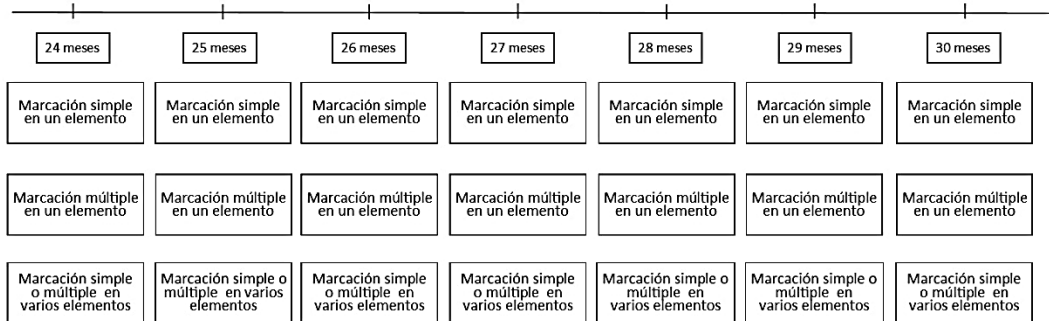 24 meses
25 meses
26 meses
27 meses
28 meses
29 meses
30 meses
Marcación simple
en un elemento
Marcación simple
en un elemento
Marcación simple
en un elemento
Marcación simple
en un elemento
Marcación simple
en un elemento
Marcación simple
en un elemento
Marcación simple
en un elemento
Marcación múltiple
en un elemento
Marcación múltiple
en un elemento
Marcación múltiple
en un elemento
Marcación múltiple
en un elemento
Marcación múltiple
en un elemento
Marcación múltiple
en un elemento
Marcación múltiple
en un elemento
Marcación simple
o múltiple en
varios elementos
Marcación simple o
múltiple en varios
elementos
Marcación simple
o múltiple en
varios elementos
Marcación simple
o múltiple en
varios elementos
Marcación simple o
múltiple en
varios elementos
Marcación simple o
múltiple en
varios elementos
Marcación simple
o múltiple en
varios elementos